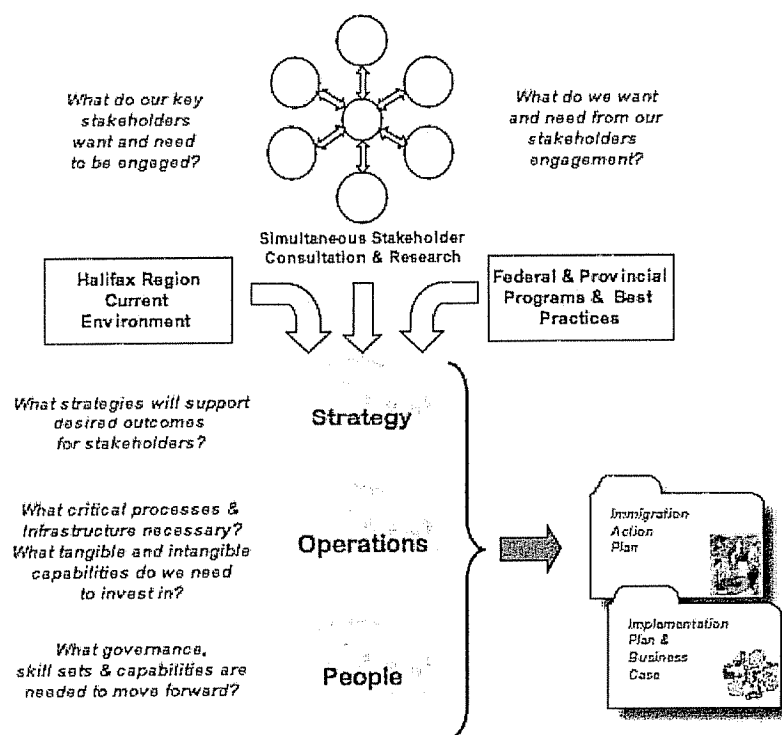 What do our key
stakeholders
want and need
to be engaged?
What do we want
and need from our
stakeholders
engagement?
Simultaneous Stakeholder
Consultation & Research
Halifax Region
Current
Environment
Federal & Provincial
Programs & Best
Practices
What strategies will support
desired outcomes
for stakeholders?
Strategy
What critical processes &
Infrastructure necessary?
What tangible and intangible
capabilities do we need
to invest in?
Operations
Immigration
Action
Plan
Implementation
Plan &
Business
Case
What governance,
skill sets & capabilities are
needed to move forward?
People